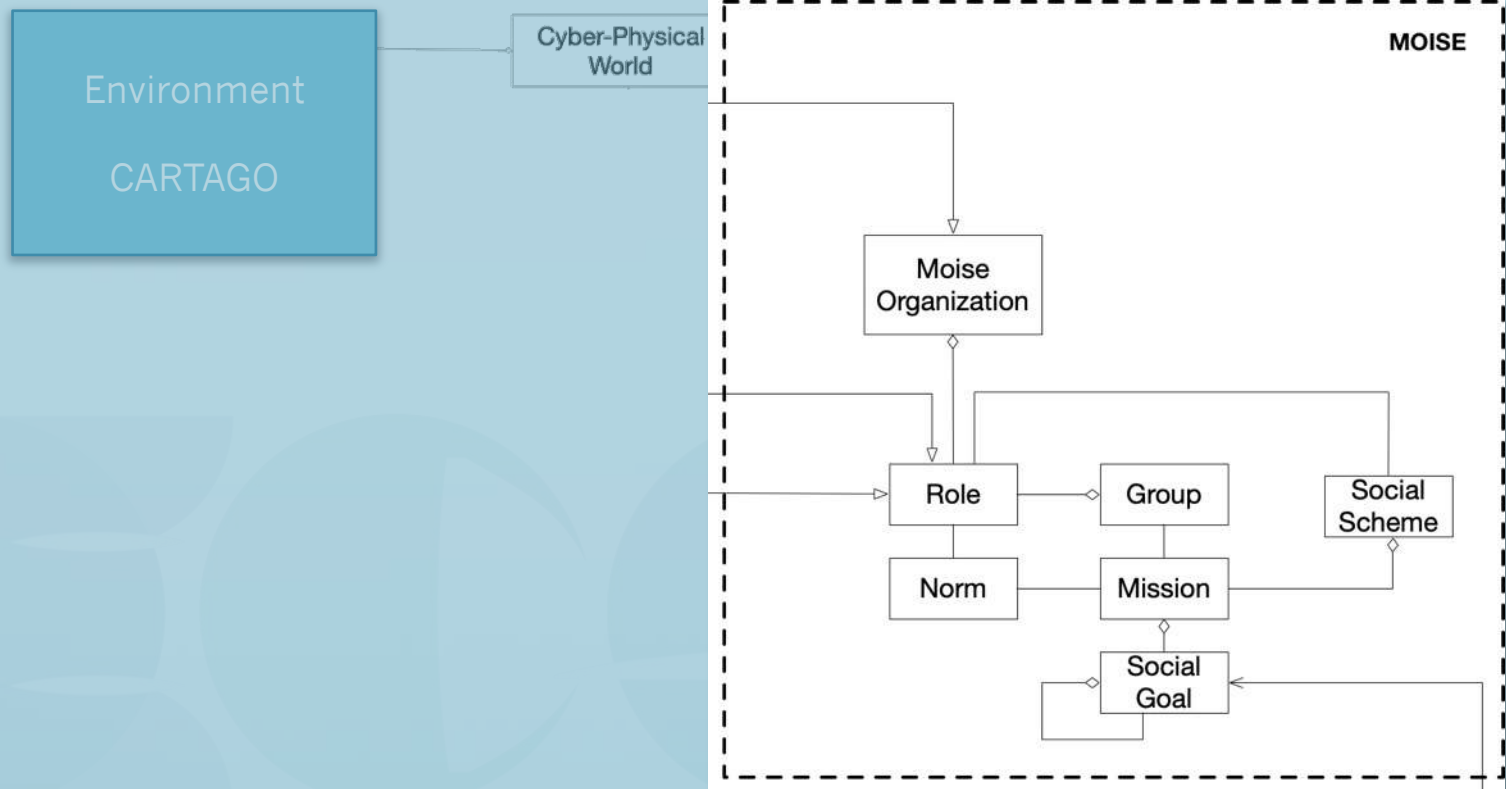 Environment
CARTAGO
Cyber-Physical
World
MOISE
Moise
Organization
Role
Group
Social
Scheme
Norm
Mission
Social
Goal